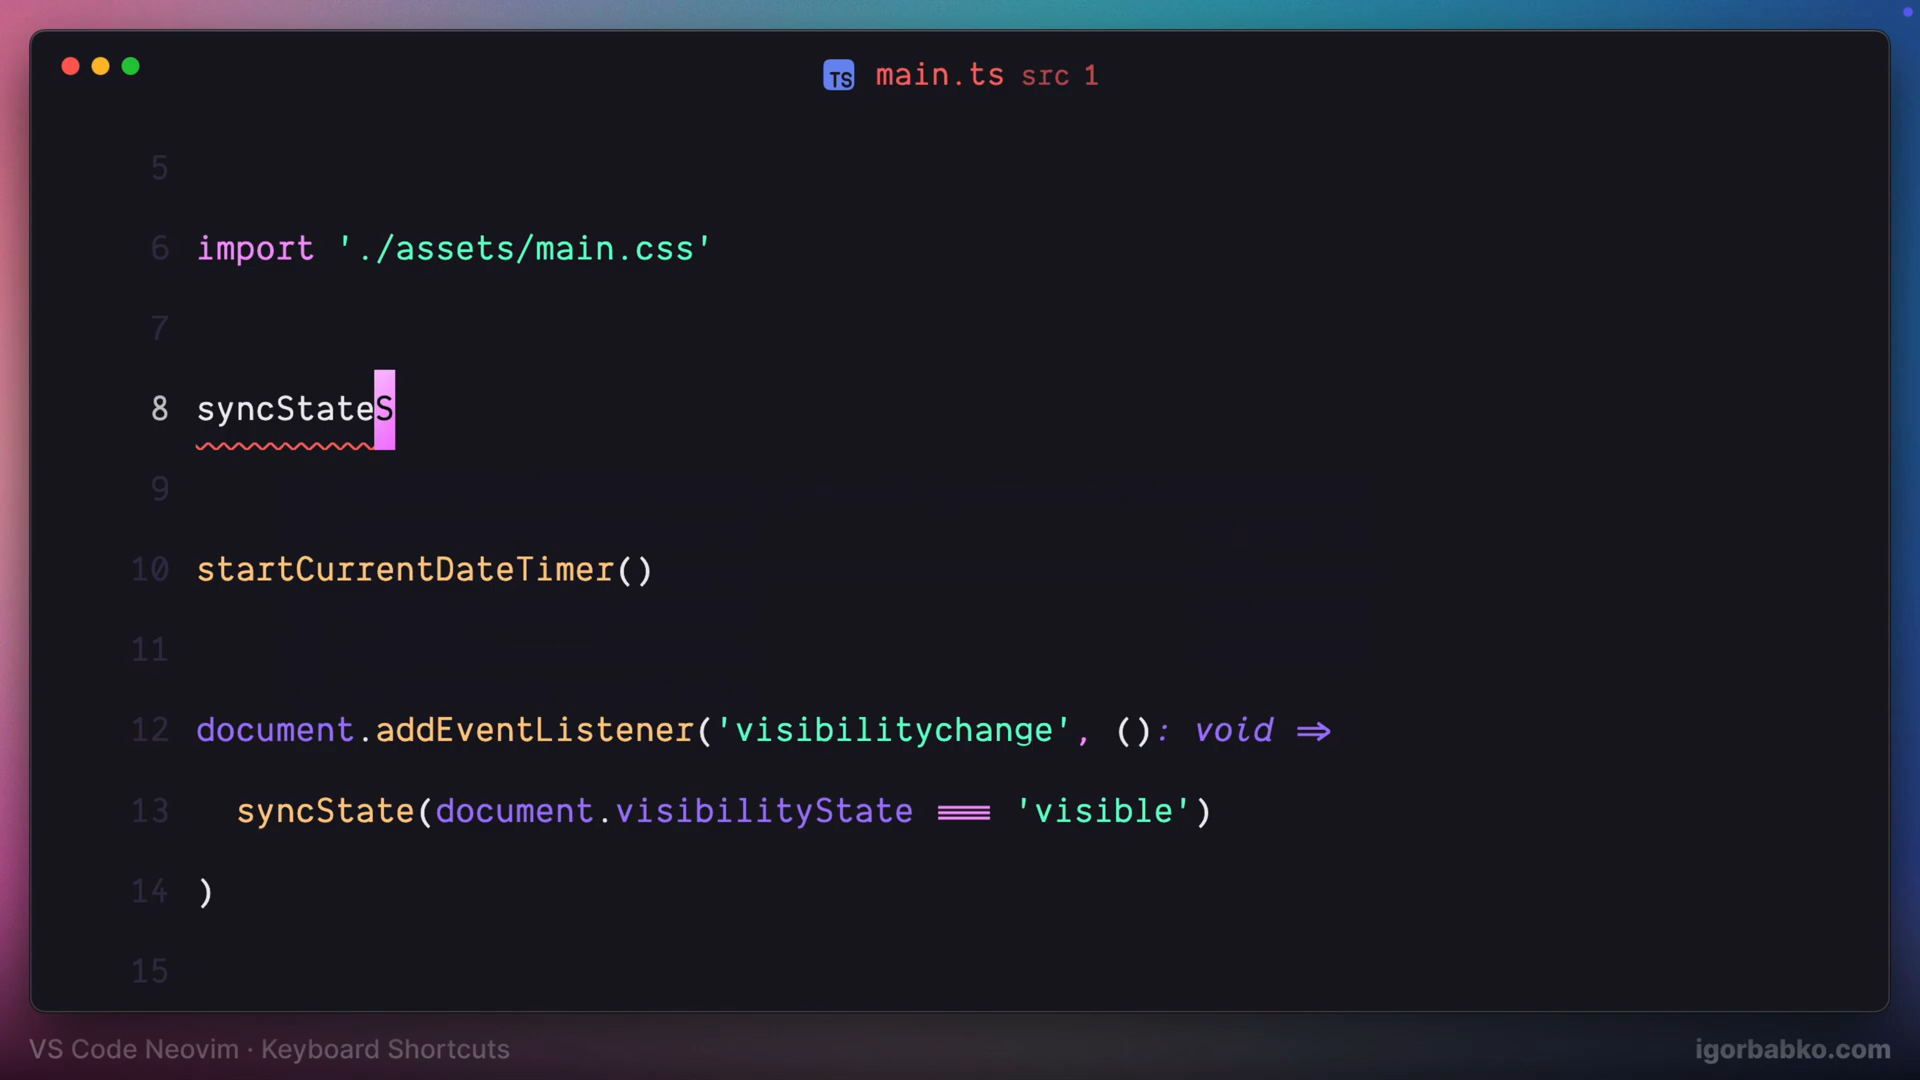 TS main.ts src 1
5
6 import './assets/main.css'
7
8 syncStateS
9
10 startCurrentDateTimer()
11
12 document.addEventListener('visibilitychange', (): void =>
13 syncState(document.visibilityState === 'visible')
14 )
15
VS Code Neovim · Keyboard Shortcuts
igorbabko.com